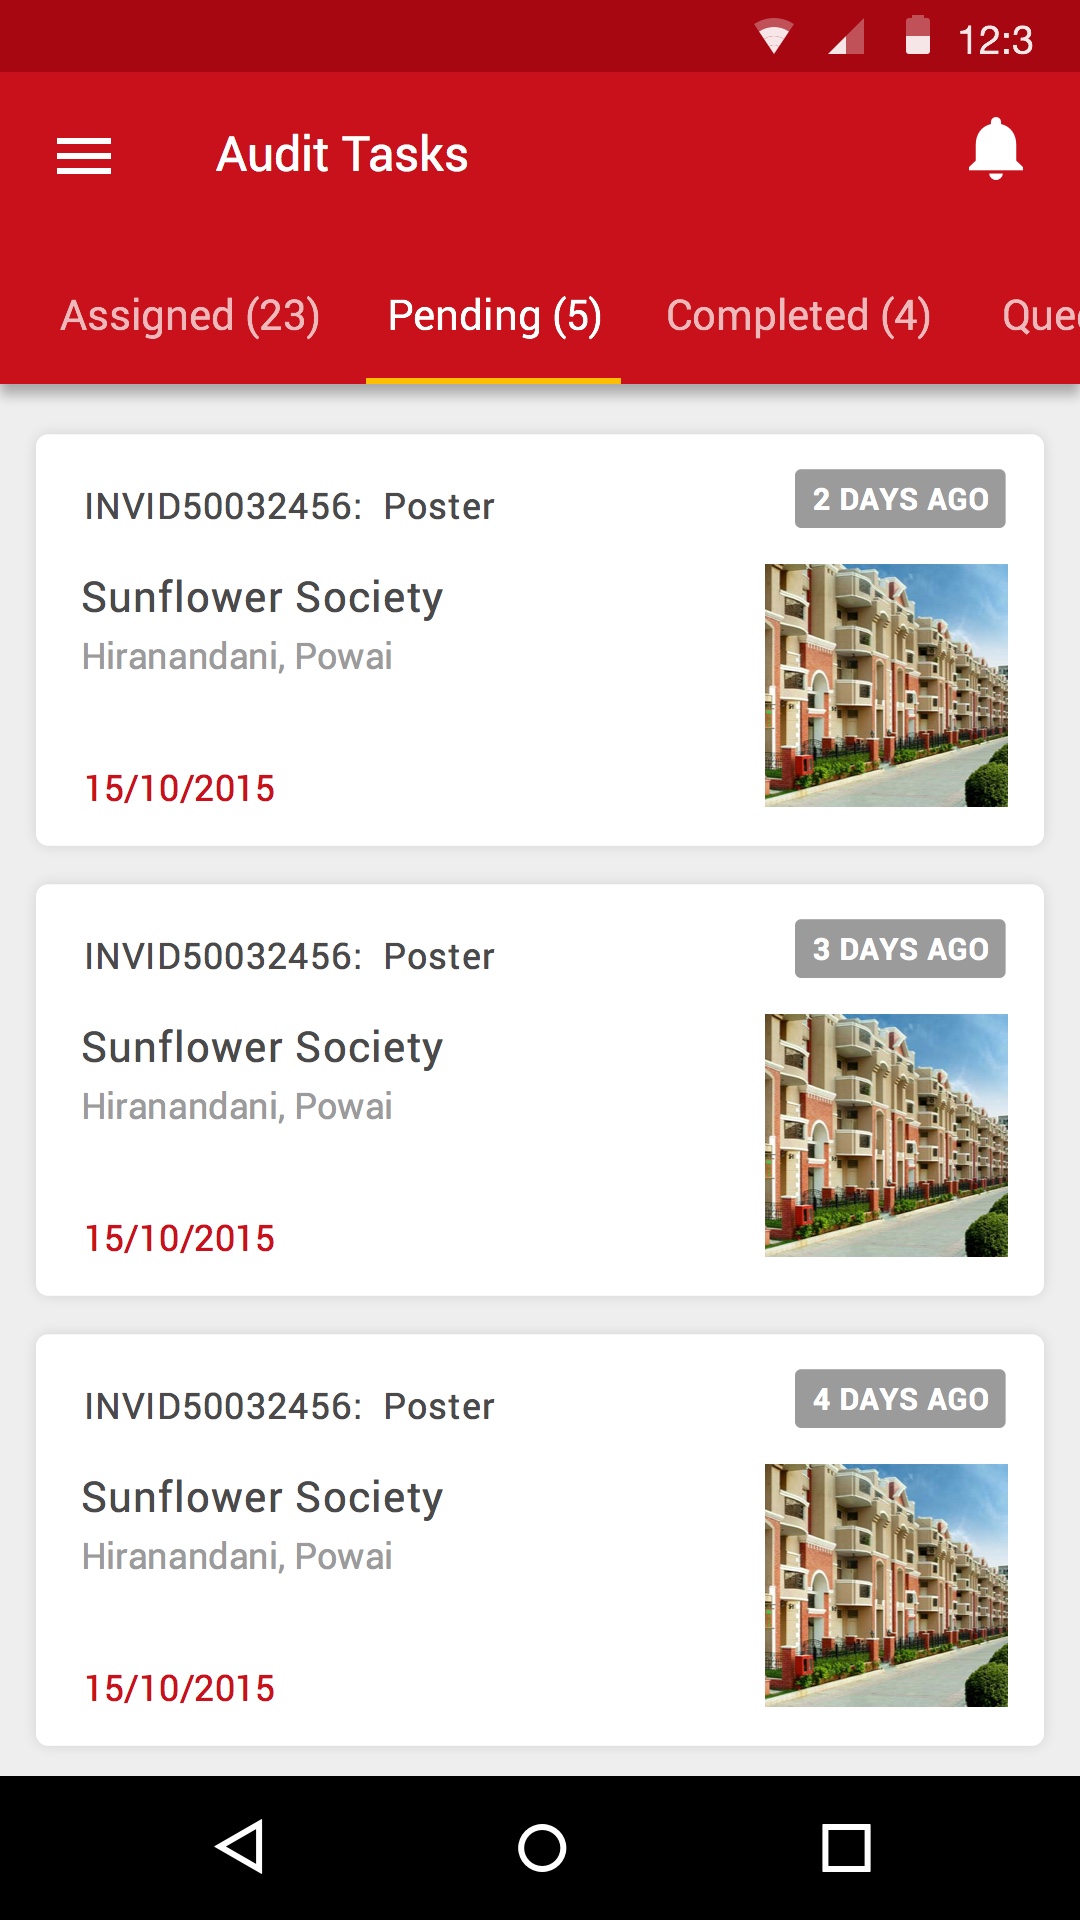 12:3
Audit Tasks
Assigned (23) Pending (5) Completed (4) Que
INVID50032456: Poster 2 DAYS AGO
Sunflower Society
Hiranandani, Powai
15/10/2015
INVID50032456: Poster 3 DAYS AGO
Sunflower Society
Hiranandani, Powai
15/10/2015
INVID50032456: Poster 4 DAYS AGO
Sunflower Society
Hiranandani, Powai
15/10/2015